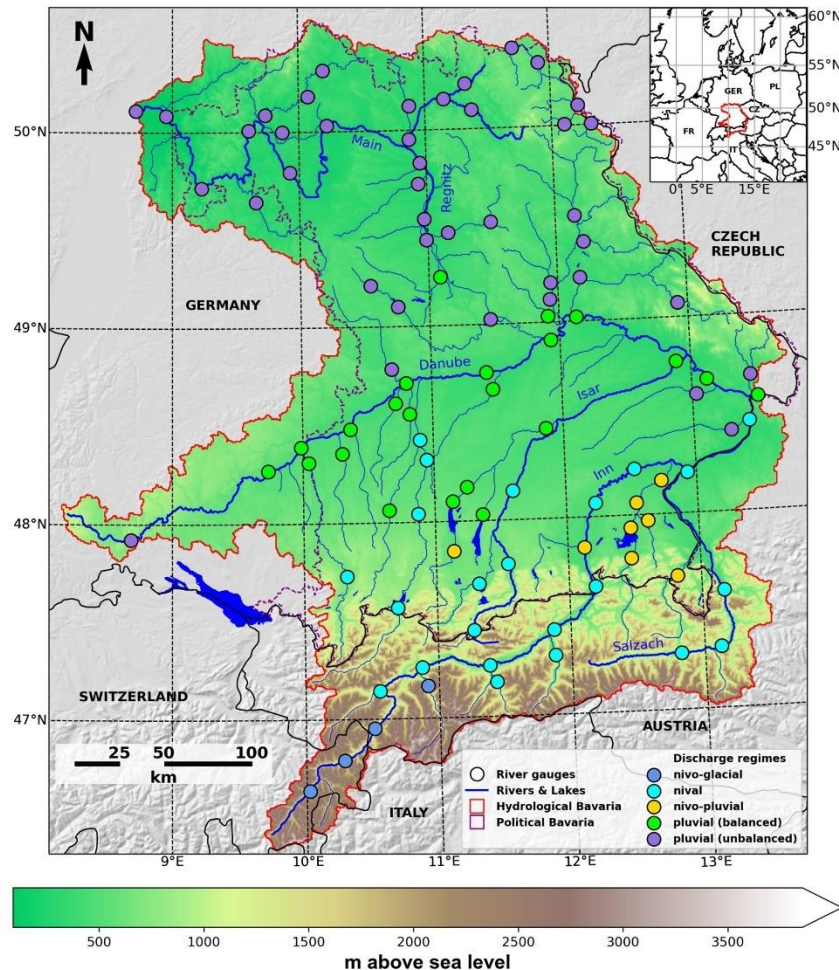 N
60°N
55°N
50°N
45°N
GER
PL
CZ
FR
IT
0°
5°E
15°E
50°N
49°N
48°N
47°N
Main
Regnitz
CZECH
REPUBLIC
GERMANY
Danube
Isar
Inn
Salzach
SWITZERLAND
AUSTRIA
ITALY
25 50 100
km
River gauges
Rivers & Lakes
Hydrological Bavaria
Political Bavaria
Discharge regimes
nivo-glacial
nival
nivo-pluvial
pluvial (balanced)
pluvial (unbalanced)
9°E 10°E 11°E 12°E 13°E
500 1000 1500 2000 2500 3000 3500
m above sea level